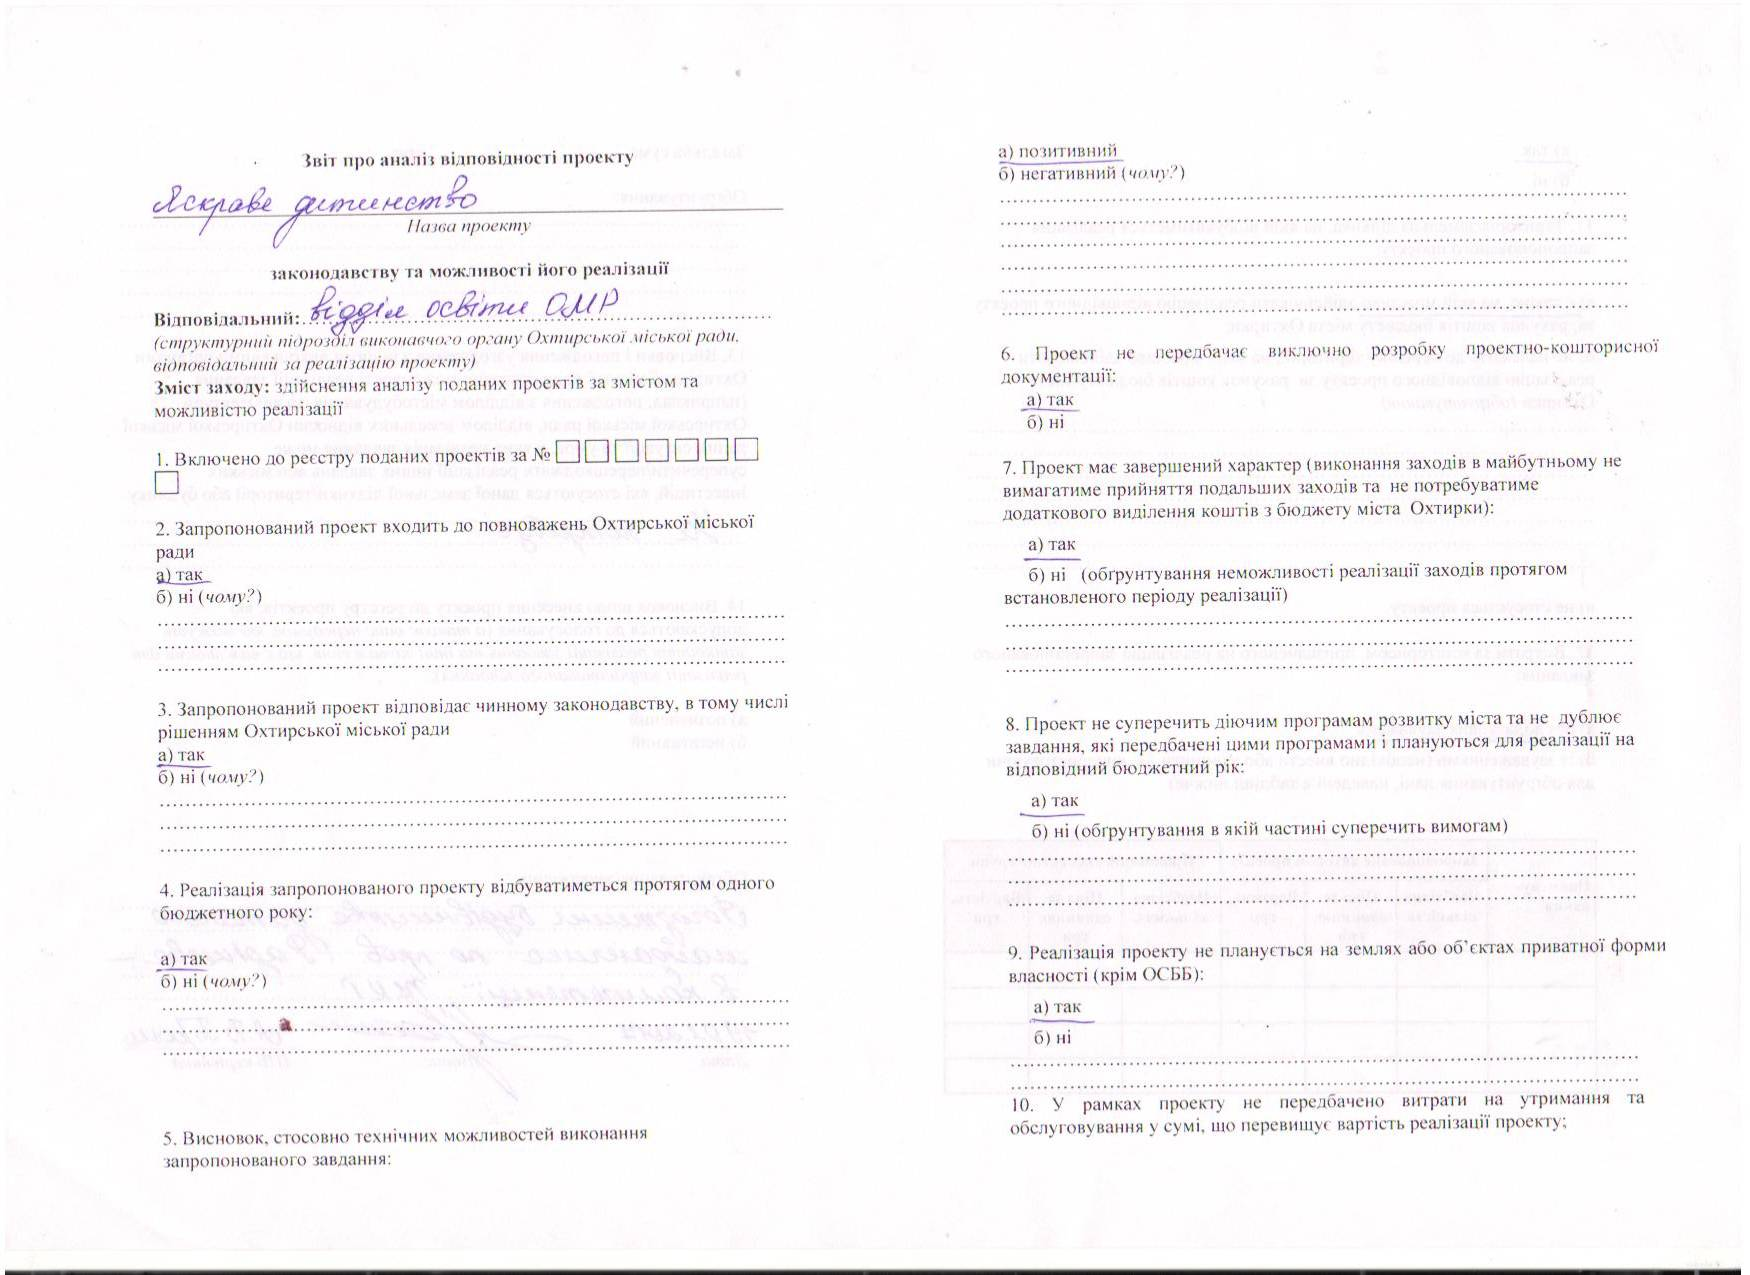 Звіт про аналіз відповідності проекту
Яскраве дитинство
Назва проекту
законодавству та можливості його реалізації
Відповідальний: відділ освіти ОМР
(структурний підрозділ виконавчого органу Охтирської міської ради,
відповідальний за реалізацію проекту)
Зміст заходу: здійснення аналізу поданих проектів за змістом та
можливістю реалізації
1. Включено до реєстру поданих проектів за №
2. Запропонований проект входить до повноважень Охтирської міської
ради
а) так
б) ні (чому?)
3. Запропонований проект відповідає чинному законодавству, в тому числі
рішенням Охтирської міської ради
а) так
б) ні (чому?)
4. Реалізація запропонованого проекту відбуватиметься протягом одного
бюджетного року:
а) так
б) ні (чому?)
5. Висновок, стосовно технічних можливостей виконання
запропонованого завдання:
а) позитивний
б) негативний (чому?)
6. Проект не передбачає виключно розробку проектно-кошторисної
документації:
а) так
б) ні
7. Проект має завершений характер (виконання заходів в майбутньому не
вимагатиме прийняття подальших заходів та не потребуватиме
додаткового виділення коштів з бюджету міста Охтирки):
а) так
б) ні (обґрунтування неможливості реалізації заходів протягом
встановленого періоду реалізації)
8. Проект не суперечить діючим програмам розвитку міста та не дублює
завдання, які передбачені цими програмами і плануються для реалізації на
відповідний бюджетний рік:
а) так
б) ні (обґрунтування в якій частині суперечить вимогам)
9. Реалізація проекту не планується на землях або об’єктах приватної форми
власності (крім ОСББ):
а) так
б) ні
10. У рамках проекту не передбачено витрати на утримання та
обслуговування у сумі, що перевищує вартість реалізації проекту;